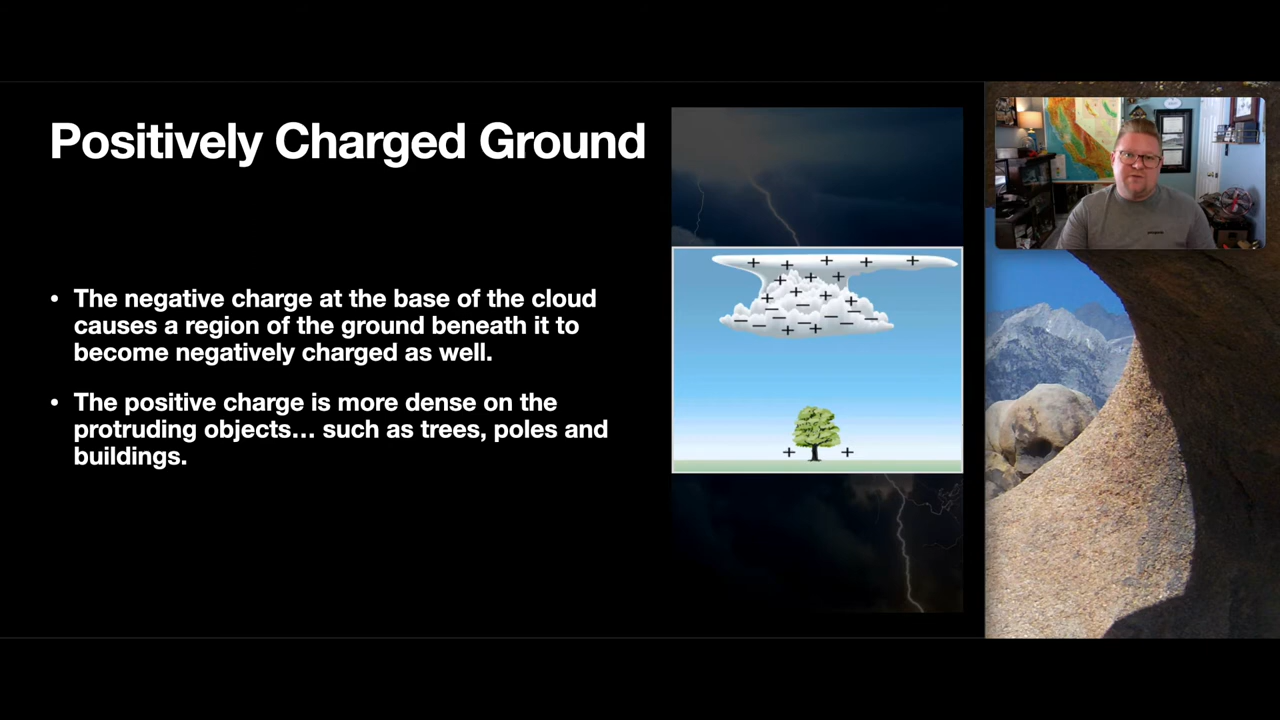 Positively Charged Ground
• The negative charge at the base of the cloud
causes a region of the ground beneath it to
become negatively charged as well.
• The positive charge is more dense on the
protruding objects... such as trees, poles and
buildings.